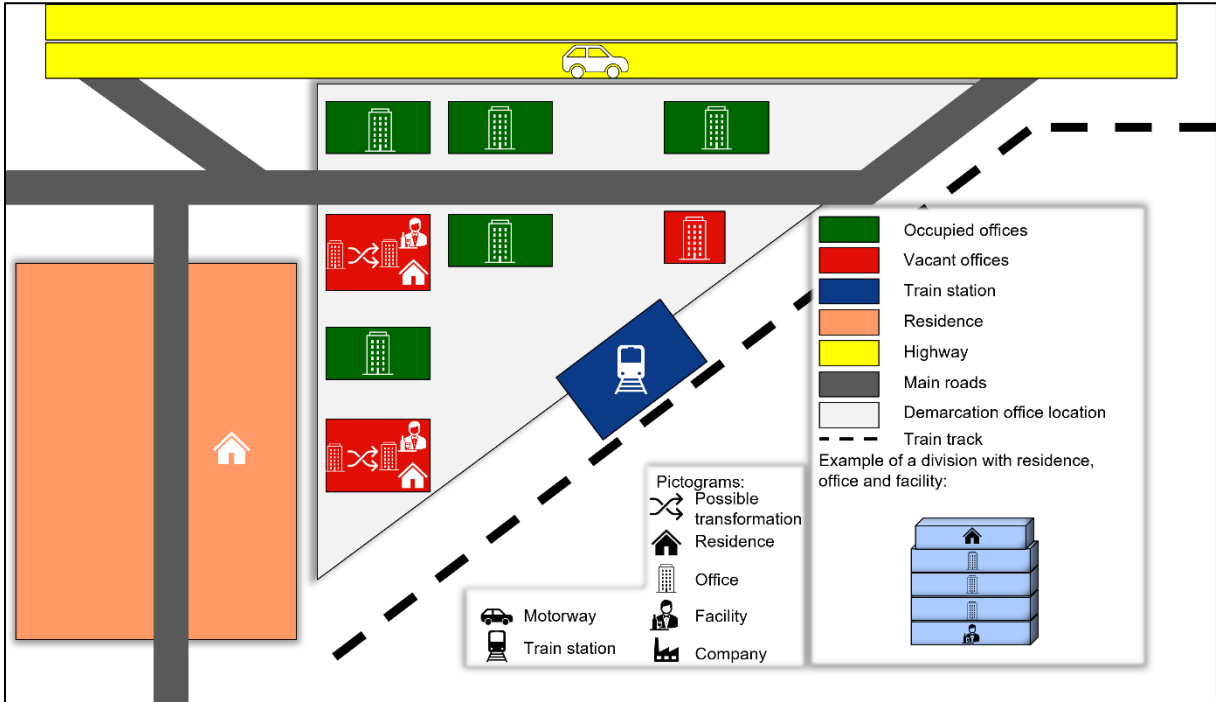 Occupied offices
Vacant offices
Train station
Residence
Highway
Main roads
Demarcation office location
Train track
Example of a division with residence,
office and facility:
Pictograms:
Possible
transformation
Residence
Office
Facility
Company
Motorway
Train station